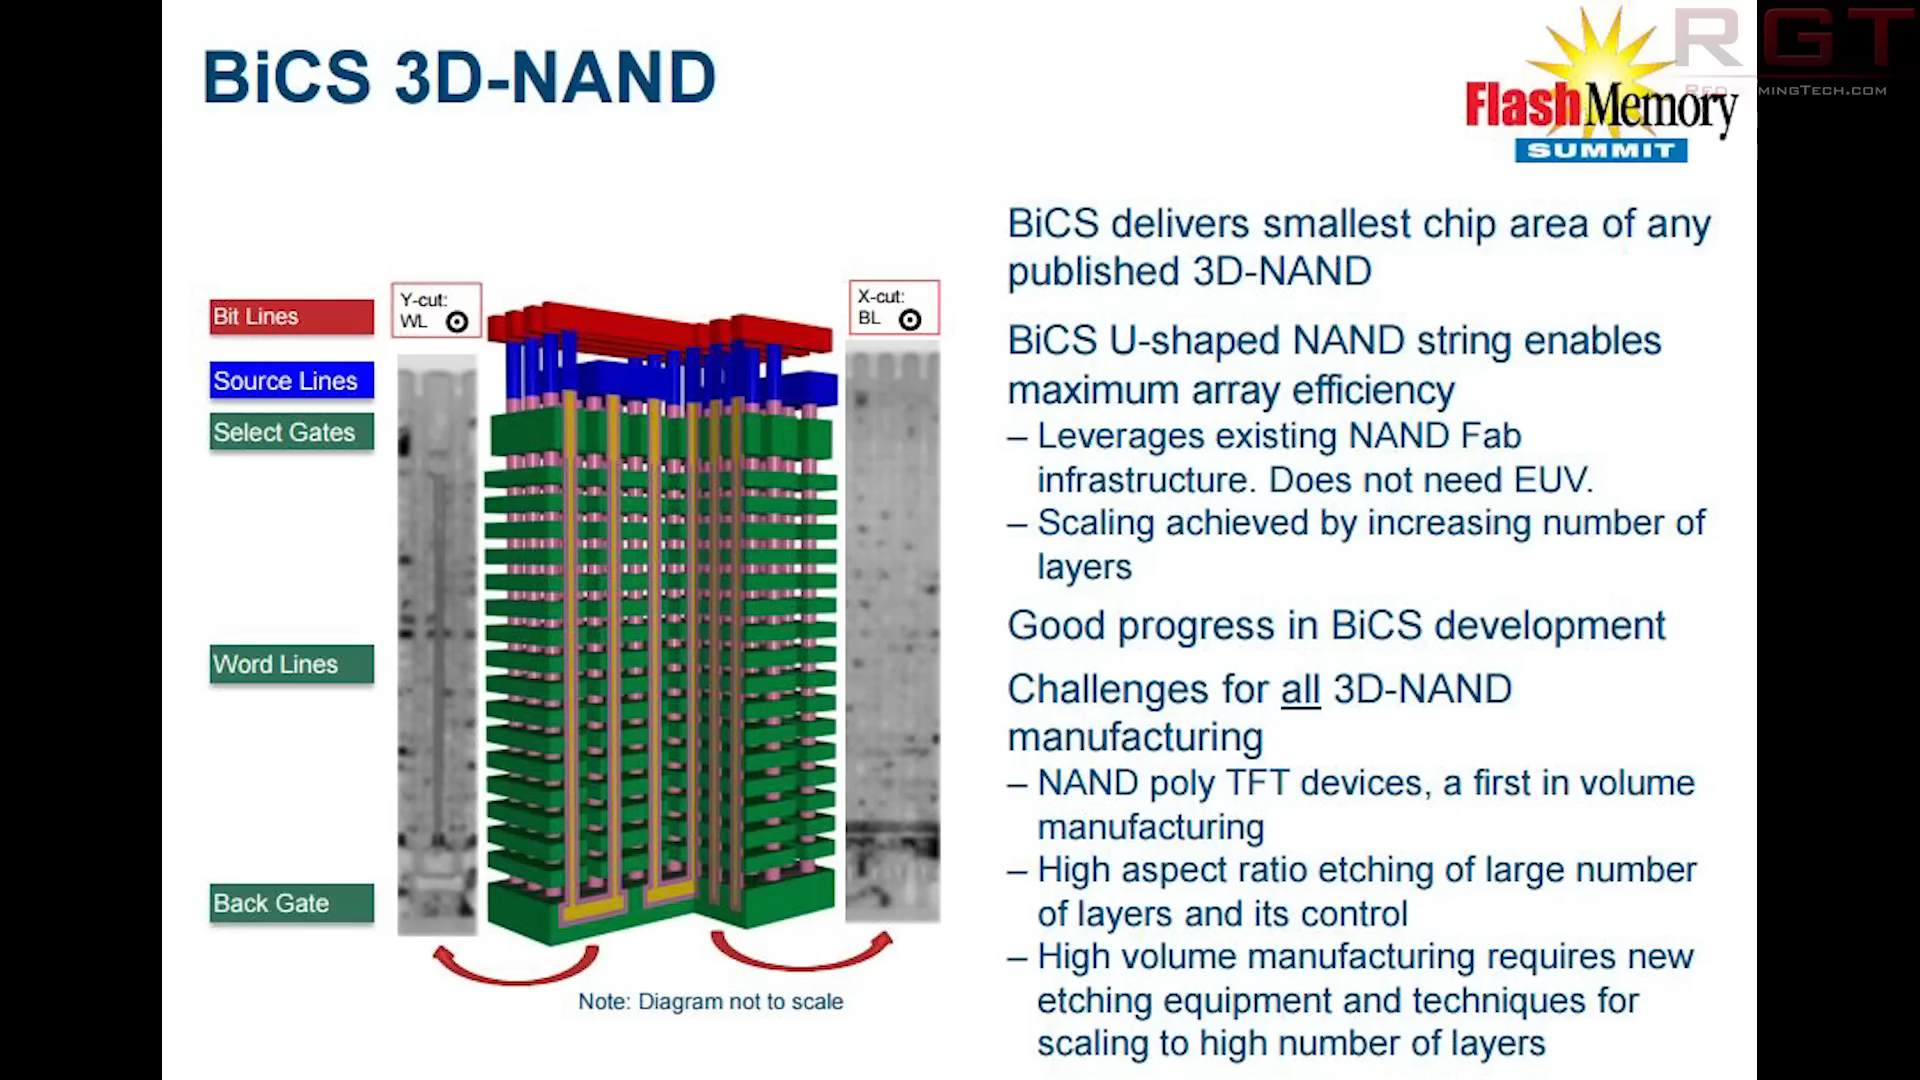 BiCS 3D-NAND
RGT
FlashMemory
SUMMIT
BiCS delivers smallest chip area of any
published 3D-NAND
BiCS U-shaped NAND string enables
maximum array efficiency
– Leverages existing NAND Fab
infrastructure. Does not need EUV.
– Scaling achieved by increasing number of
layers
Good progress in BiCS development
Challenges for all 3D-NAND
manufacturing
– NAND poly TFT devices, a first in volume
manufacturing
– High aspect ratio etching of large number
of layers and its control
– High volume manufacturing requires new
etching equipment and techniques for
scaling to high number of layers
Bit Lines
Source Lines
Select Gates
Word Lines
Back Gate
Y-cut:
WL
X-cut:
BL
Note: Diagram not to scale